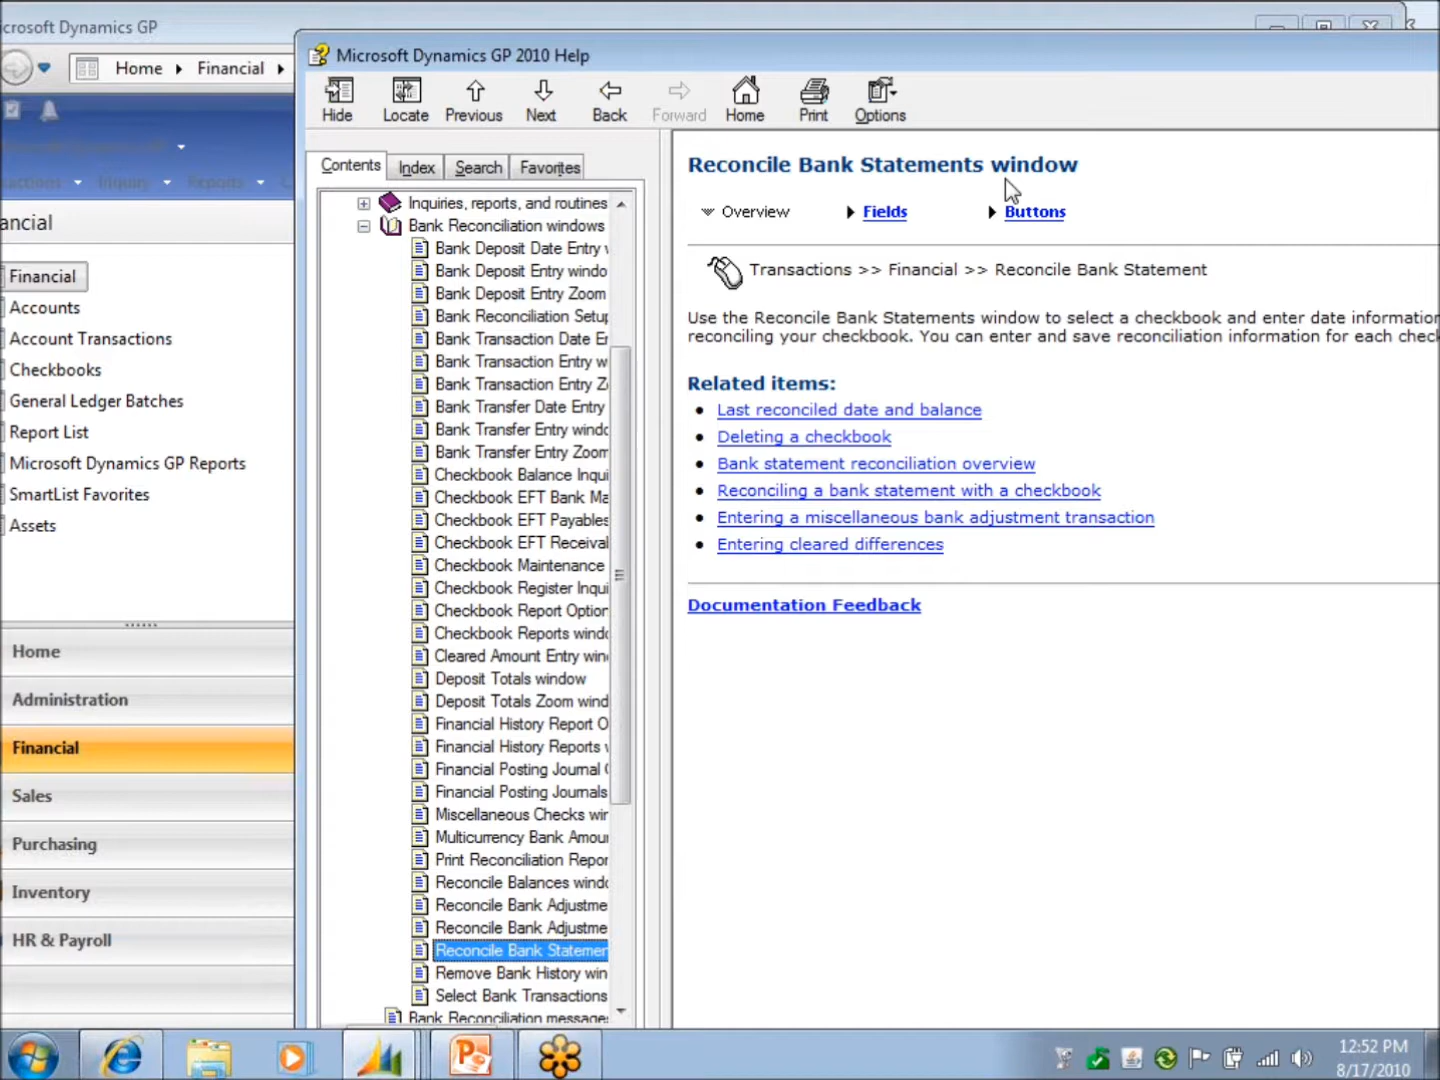 crosoft Dynamics GP
Home
Financial
Microsoft Dynamics GP 2010 Help
Hide
Locate
Previous
Next
Back
Forward
Home
Print
Options
Inquiry
Reports
ancial
Financial
Accounts
Account Transactions
Checkbooks
General Ledger Batches
Report List
Microsoft Dynamics GP Reports
SmartList Favorites
Assets
Home
Administration
Financial
Sales
Purchasing
Inventory
HR & Payroll
Contents
Index
Search
Favorites
Inquiries, reports, and routines
Bank Reconciliation windows
Bank Deposit Date Entry w
Bank Deposit Entry windo
Bank Deposit Entry Zoom
Bank Reconciliation Setup
Bank Transaction Date Er
Bank Transaction Entry w
Bank Transaction Entry Z
Bank Transfer Date Entry
Bank Transfer Entry windo
Bank Transfer Entry Zoom
Checkbook Balance Inqui
Checkbook EFT Bank Ma
Checkbook EFT Payables
Checkbook EFT Receival
Checkbook Maintenance
Checkbook Register Inqui
Checkbook Report Option
Checkbook Reports windo
Cleared Amount Entry win
Deposit Totals window
Deposit Totals Zoom wind
Financial History Report O
Financial History Reports w
Financial Posting Journal O
Financial Posting Journals
Miscellaneous Checks win
Multicurrency Bank Amour
Print Reconciliation Repor
Reconcile Balances windo
Reconcile Bank Adjustme
Reconcile Bank Adjustme
Reconcile Bank Statemen
Remove Bank History win
Select Bank Transactions
Bank Reconciliation message
Reconcile Bank Statements window
Overview
Fields
Buttons
Transactions >> Financial >> Reconcile Bank Statement
Use the Reconcile Bank Statements window to select a checkbook and enter date information
reconciling your checkbook. You can enter and save reconciliation information for each check
Related items:
• Last reconciled date and balance
• Deleting a checkbook
• Bank statement reconciliation overview
• Reconciling a bank statement with a checkbook
• Entering a miscellaneous bank adjustment transaction
• Entering cleared differences
Documentation Feedback
12:52 PM
8/17/2010